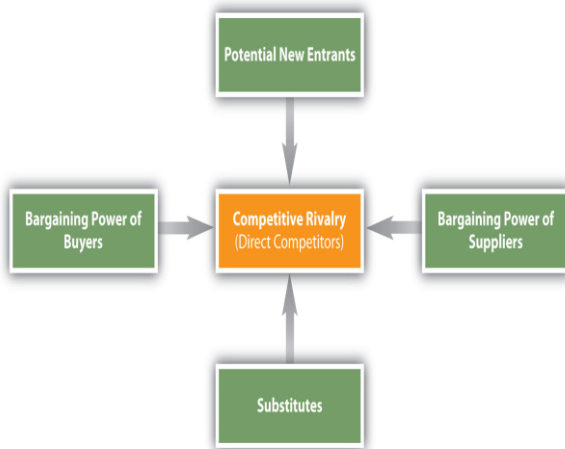 Potential New Entrants
Bargaining Power of
Buyers
Competitive Rivalry
(Direct Competitors)
Bargaining Power of
Suppliers
Substitutes